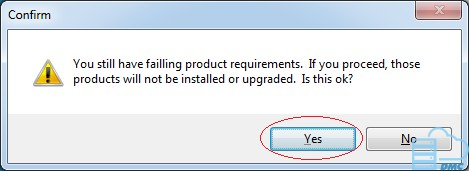 Confirm
You still have failling product requirements. If you proceed, those
products will not be installed or upgraded. Is this ok?
Yes
No
DMC